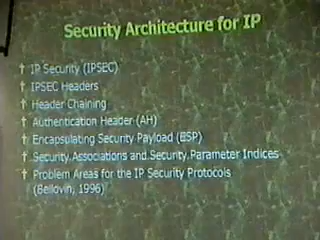 Security Architecture for IP
IP Security (IPSEC)
IPSEC Headers
Header Chaining
Authentication Header (AH)
Encapsulating Security Payload (ESP)
Security Associations and Security Parameter Indices
Problem Areas for the IP Security Protocols
(Bellovin, 1996)